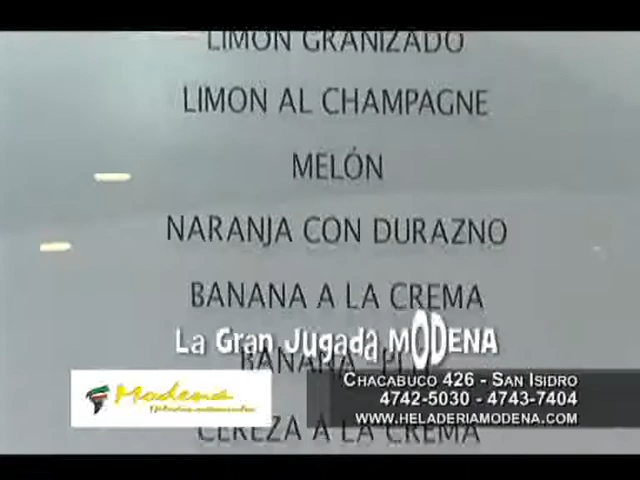 LIMON GRANIZADO
LIMON AL CHAMPAGNE
MELÓN
NARANJA CON DURAZNO
BANANA A LA CREMA
La Gran Jugada MODENA
BANANA
Modena
CHACABUCO 426 - SAN ISIDRO
4742-5030 - 4743-7404
WWW.HELADERIAMODENA.COM
CEREZA A LA CREMA